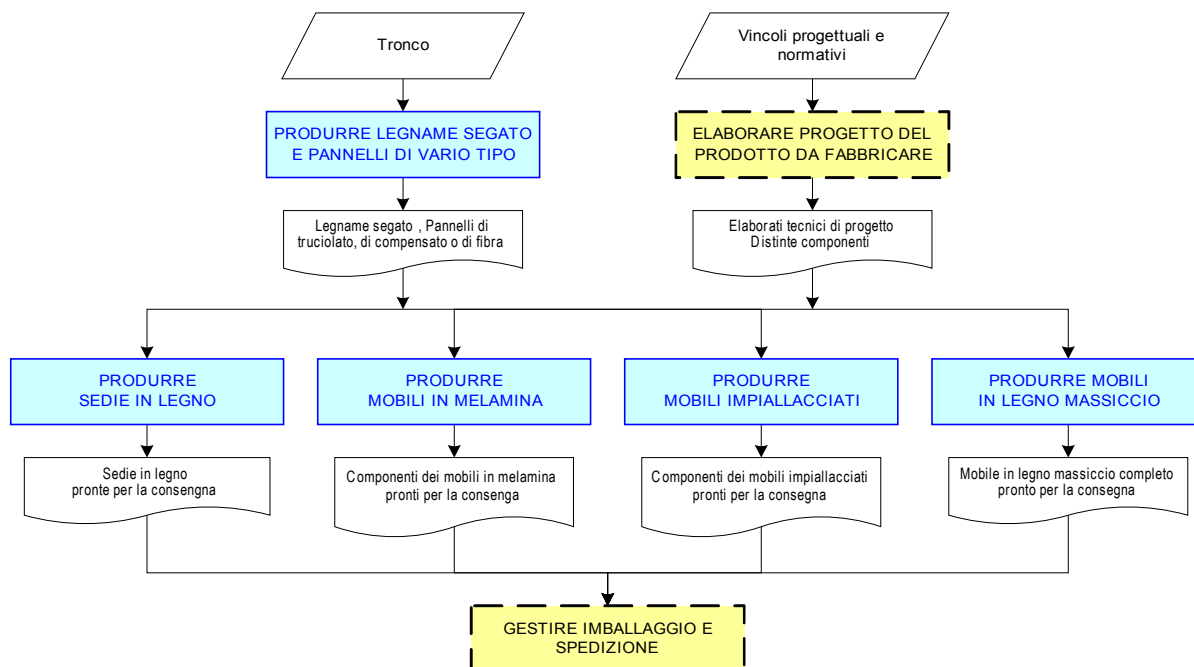 Tronco
Vincoli progettuali e
normativi
PRODURRE LEGNAME SEGATO
E PANNELLI DI VARIO TIPO
ELABORARE PROGETTO DEL
PRODOTTO DA FABBRICARE
Legname segato , Pannelli di
truciolato, di compensato o di fibra
Elaborati tecnici di progetto
Distinte componenti
PRODURRE
SEDIE IN LEGNO
PRODURRE
MOBILI IN MELAMINA
PRODURRE
MOBILI IMPIALLACCIATI
PRODURRE MOBILI
IN LEGNO MASSICCIO
Sedie in legno
pronte per la consengna
Componenti dei mobili in melamina
pronti per la consenga
Componenti dei mobili impiallacciati
pronti per la consegna
Mobile in legno massiccio completo
pronto per la consegna
GESTIRE IMBALLAGGIO E
SPEDIZIONE